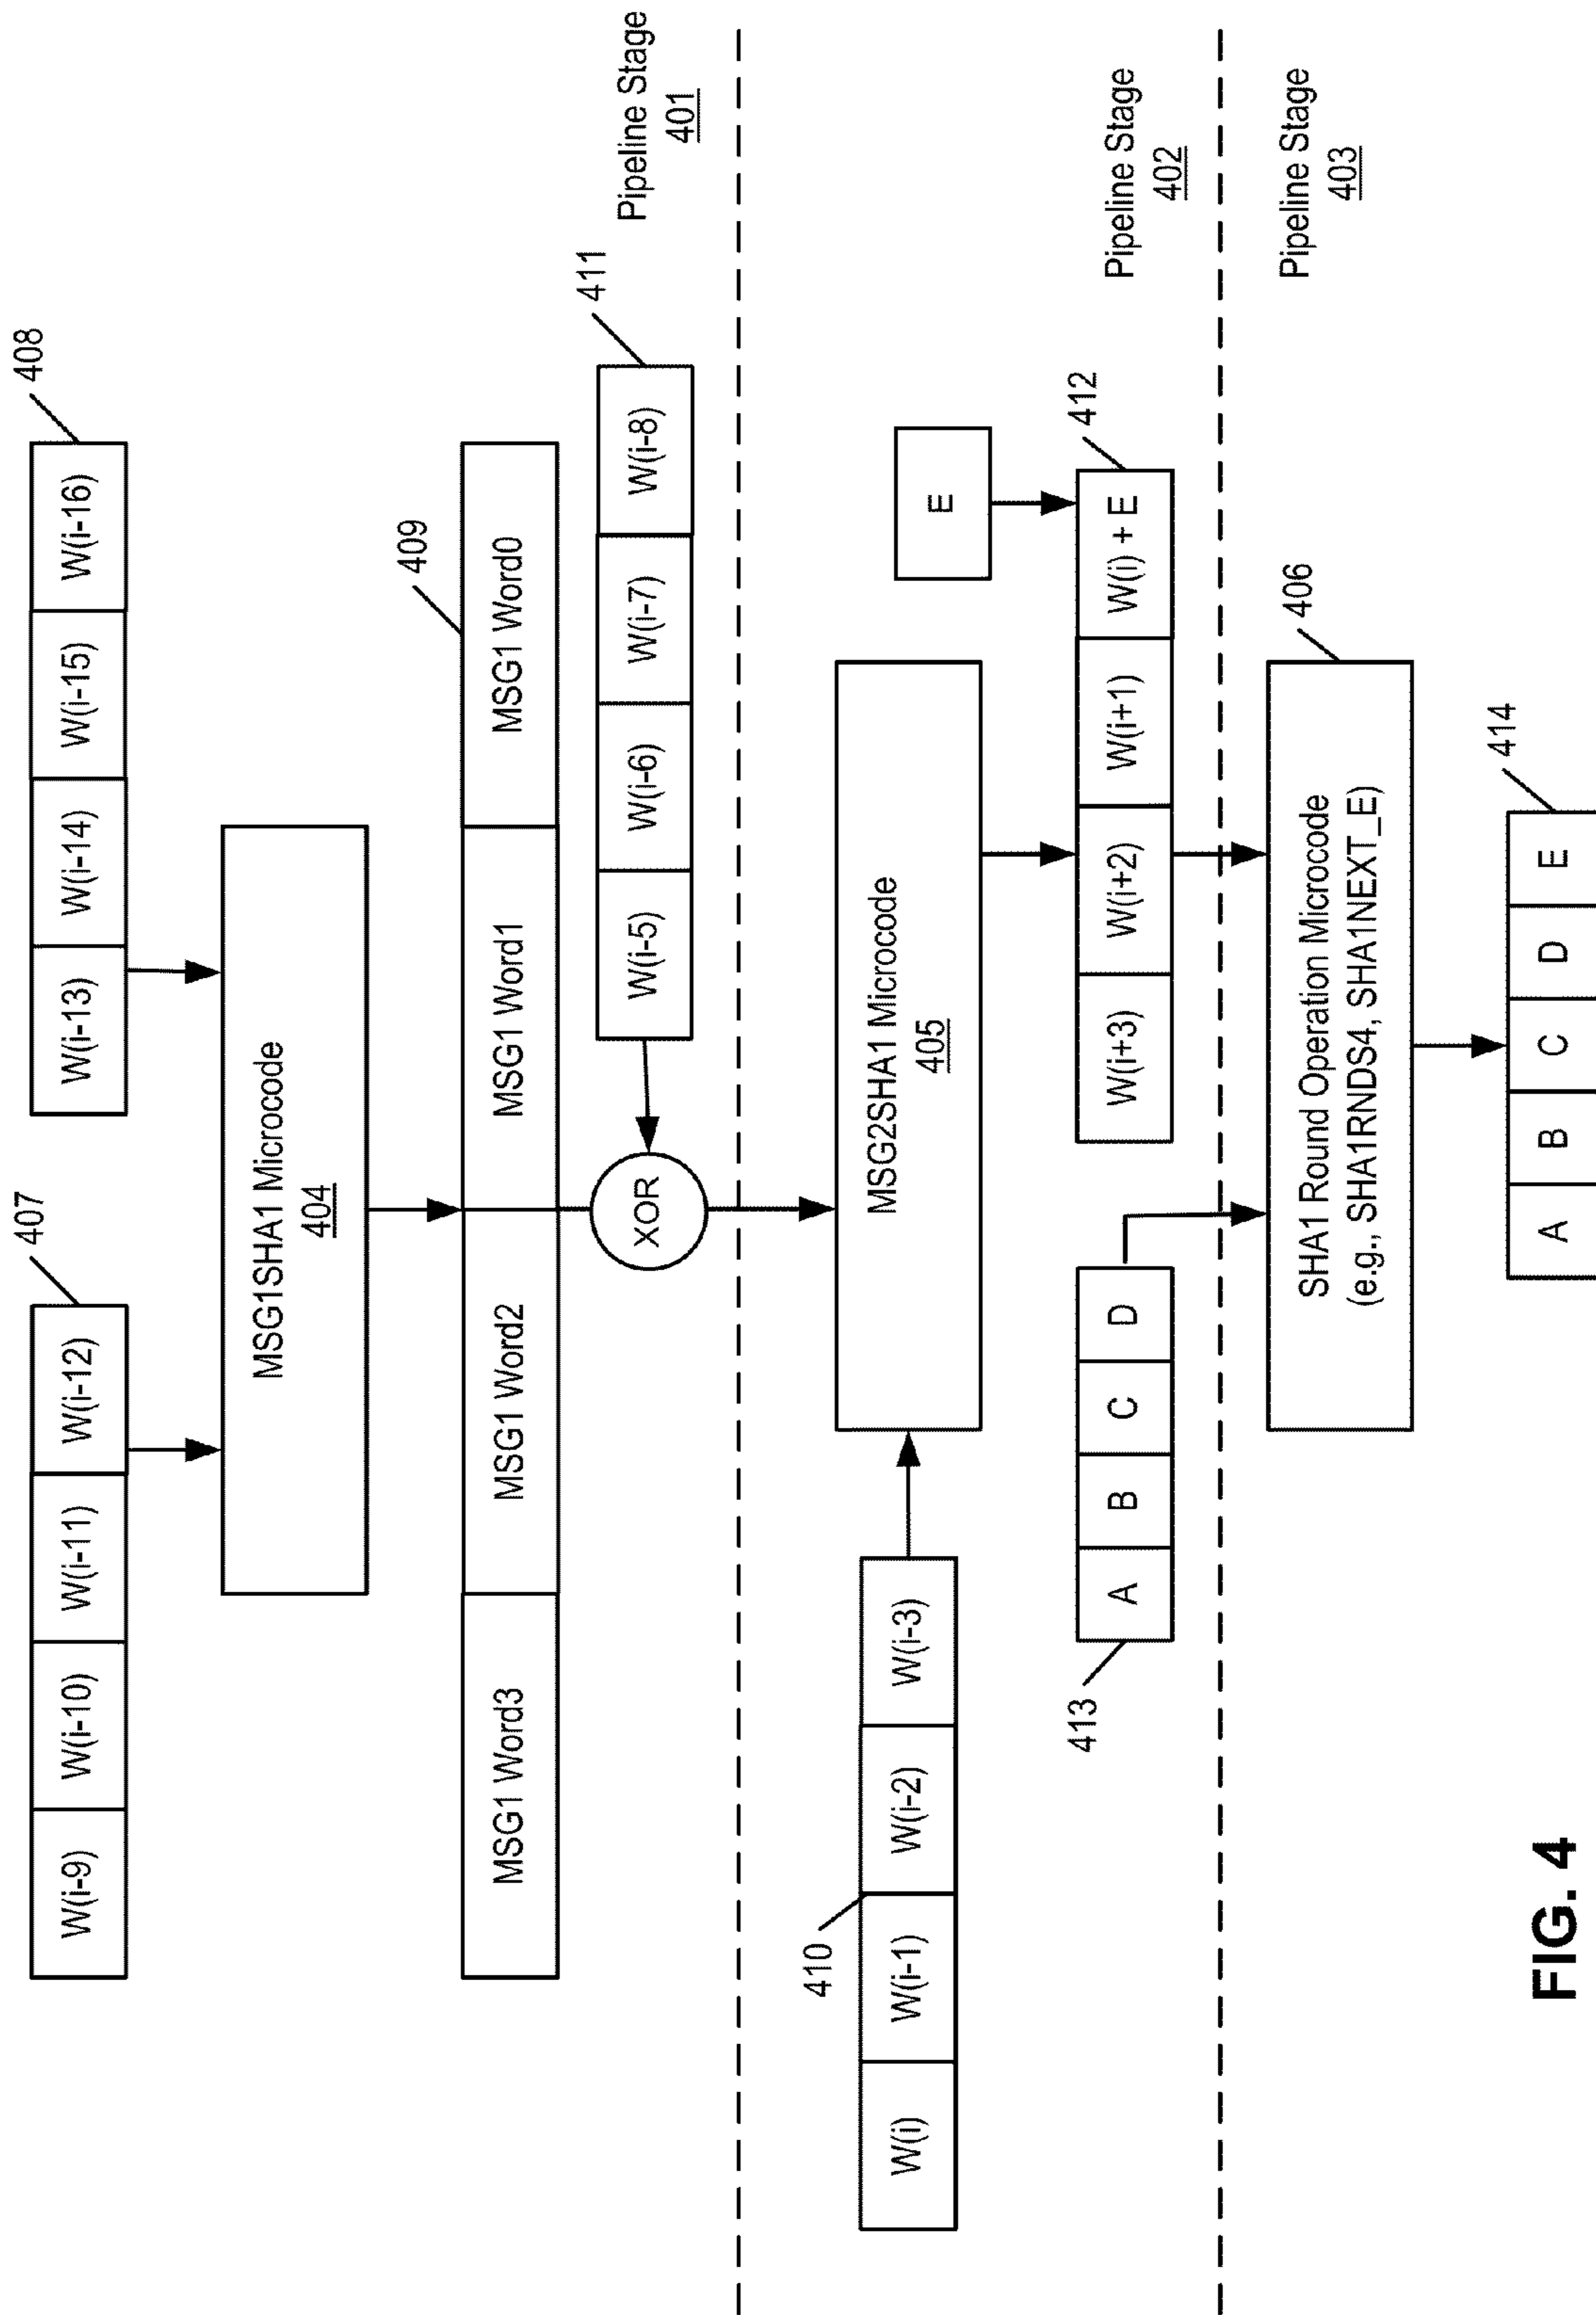 407
408
W(i-9) W(i-10) W(i-11) W(i-12)
W(i-13) W(i-14) W(i-15) W(i-16)
MSG1SHA1 Microcode
404
409
MSG1 Word3 MSG1 Word2 MSG1 Word1 MSG1 Word0
411
XOR
W(i-5) W(i-6) W(i-7) W(i-8)
Pipeline Stage
401
410
W(i) W(i-1) W(i-2) W(i-3)
MSG2SHA1 Microcode
405
E
413
A B C D
W(i+3) W(i+2) W(i+1) W(i) + E
412
Pipeline Stage
402
Pipeline Stage
403
406
SHA1 Round Operation Microcode
(e.g., SHA1RNDS4, SHA1NEXT_E)
414
A B C D E
FIG. 4